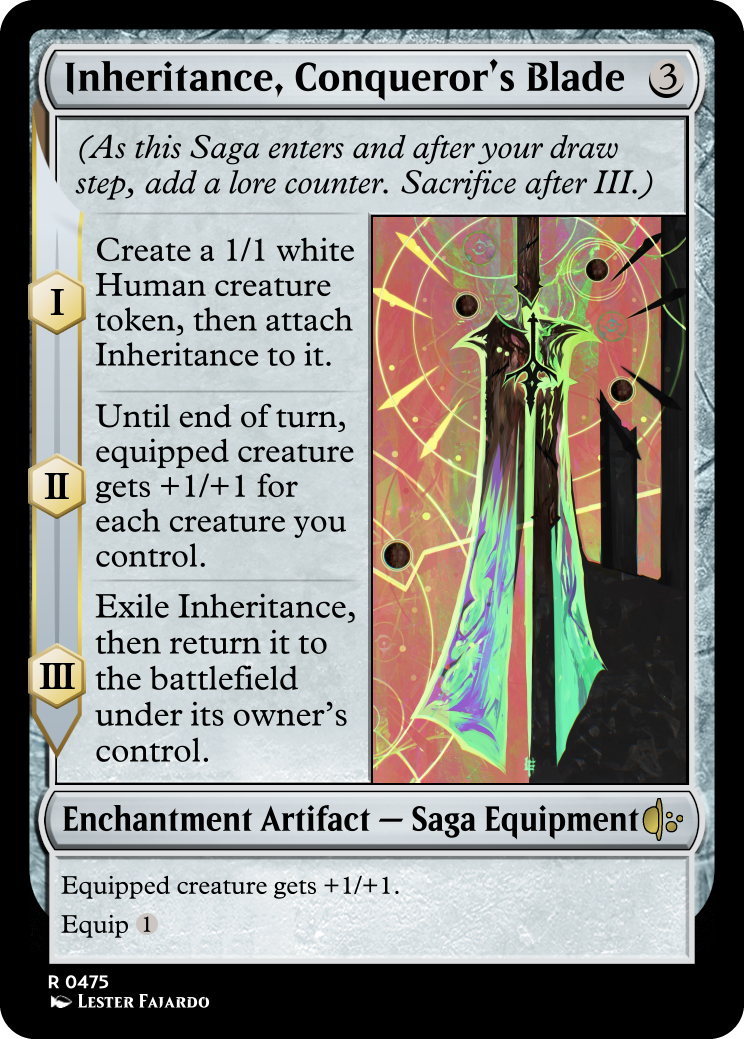 Inheritance, Conqueror's Blade 3
(As this Saga enters and after your draw
step, add a lore counter. Sacrifice after III.)
I
Create a 1/1 white
Human creature
token, then attach
Inheritance to it.
II
Until end of turn,
equipped creature
gets +1/+1 for
each creature you
control.
III
Exile Inheritance,
then return it to
the battlefield
under its owner's
control.
Enchantment Artifact — Saga Equipment
Equipped creature gets +1/+1.
Equip 1
R 0475
Lester Fajardo